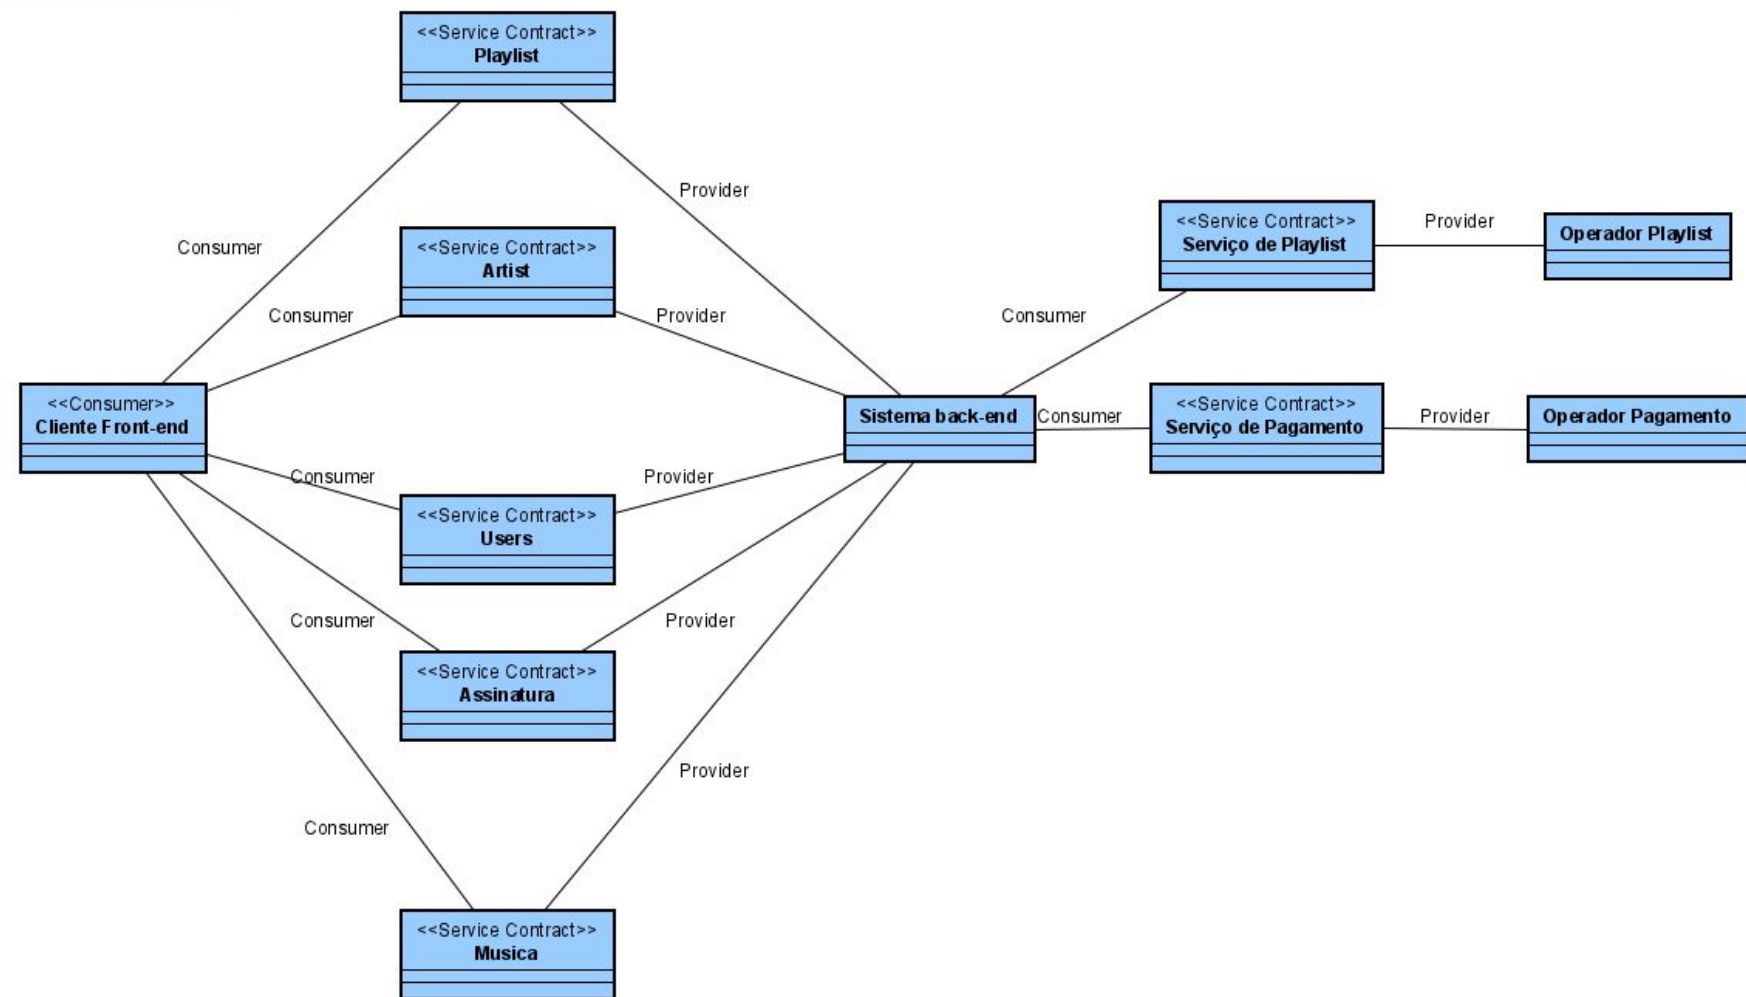 <<Service Contract>>
Playlist
Provider
Consumer
<<Service Contract>>
Artist
Consumer
Provider
<<Service Contract>>
Serviço de Playlist
Provider
Operador Playlist
Consumer
<<Consumer>>
Cliente Front-end
Sistema back-end
Consumer
<<Service Contract>>
Serviço de Pagamento
Provider
Operador Pagamento
Consumer
Provider
<<Service Contract>>
Users
Consumer
Provider
<<Service Contract>>
Assinatura
Provider
Consumer
<<Service Contract>>
Musica